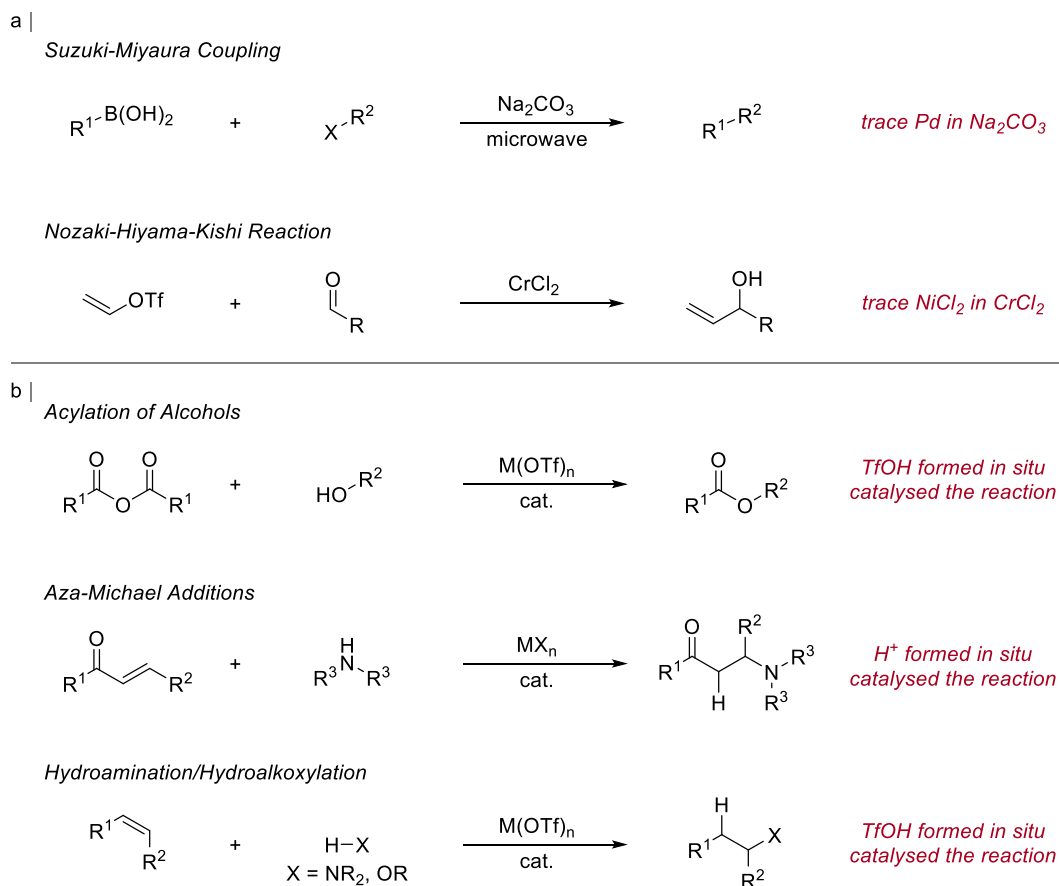 a |
Suzuki-Miyaura Coupling
R¹ B(OH)₂ + X R² Na₂CO₃ R¹ R² trace Pd in Na₂CO₃
microwave
Nozaki-Hiyama-Kishi Reaction
OTf + O R CrCl₂ OH R trace NiCl₂ in CrCl₂
b |
Acylation of Alcohols
R¹ O O O R¹ + HO R² M(OTf)n R¹ O O R² TfOH formed in situ
cat. catalysed the reaction
Aza-Michael Additions
O R¹ R² + R³ H N R³ MXn O R¹ H R² N R³ R³ H⁺ formed in situ
cat. catalysed the reaction
Hydroamination/Hydroalkoxylation
R¹ R² + H–X M(OTf)n H R¹ X R² TfOH formed in situ
X = NR₂, OR cat. catalysed the reaction